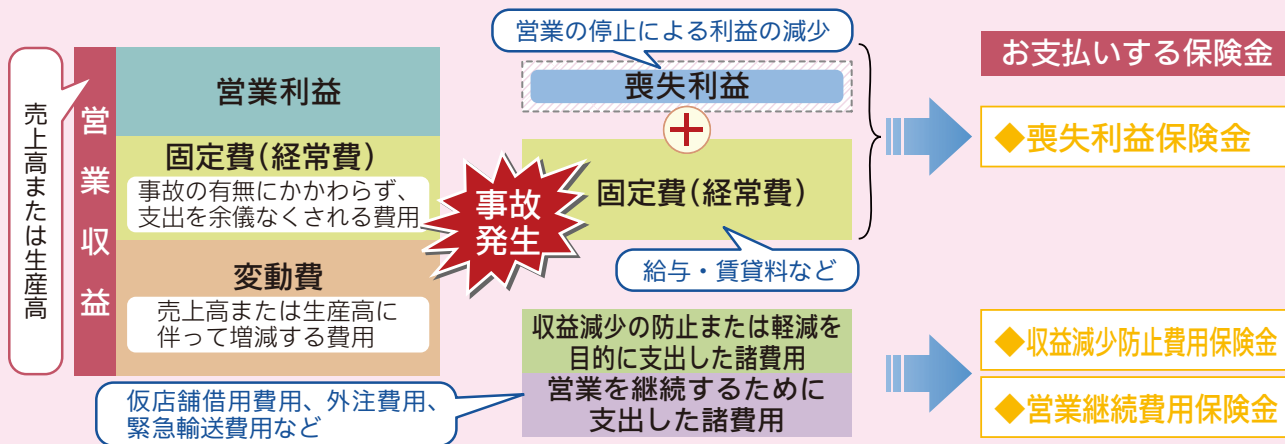 売上高または生産高
営業収益
営業利益
固定費(経常費)
事故の有無にかかわらず、
支出を余儀なくされる費用
変動費
売上高または生産高に
伴って増減する費用
事故
発生
営業の停止による利益の減少
喪失利益
+
固定費(経常費)
給与・賃貸料など
収益減少の防止または軽減を
目的に支出した諸費用
営業を継続するために
支出した諸費用
仮店舗借用費用、外注費用、
緊急輸送費用など
お支払いする保険金
◆喪失利益保険金
◆収益減少防止費用保険金
◆営業継続費用保険金